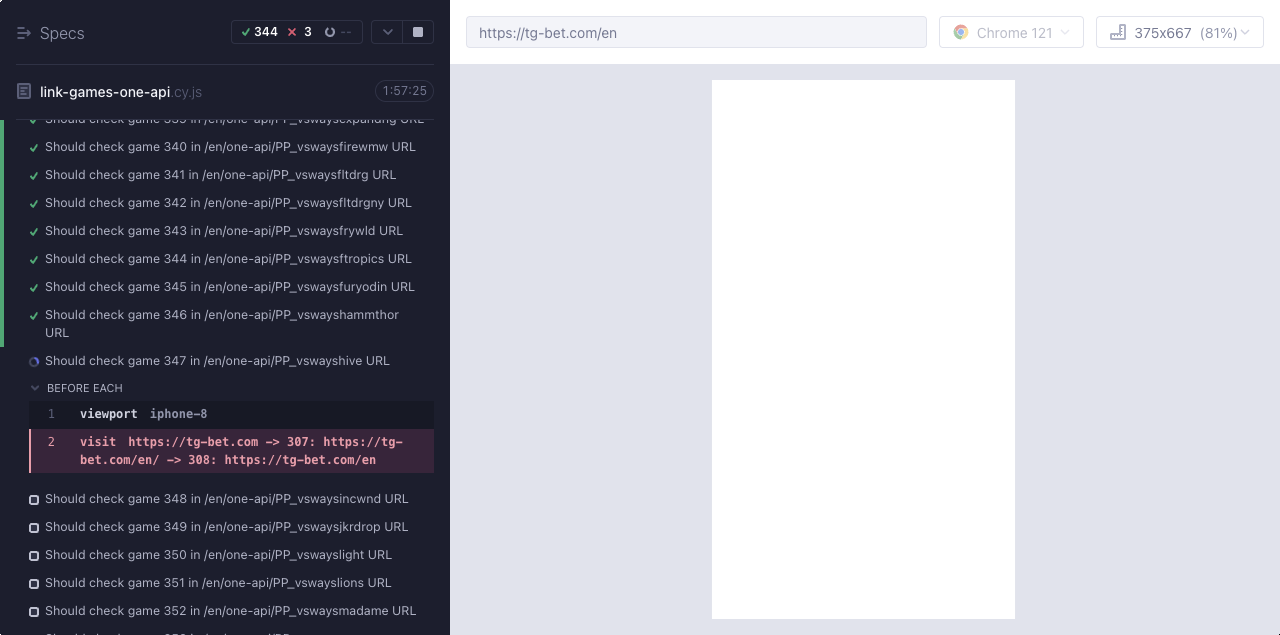 Specs
344
3
--
https://tg-bet.com/en
Chrome 121
375x667 (81%)
link-games-one-api.cy.js
1:57:25
Should check game 339 in /en/one-api/PP_vswaysexpandng URL
Should check game 340 in /en/one-api/PP_vswaysfirewmw URL
Should check game 341 in /en/one-api/PP_vswaysfltdrg URL
Should check game 342 in /en/one-api/PP_vswaysfltdrgny URL
Should check game 343 in /en/one-api/PP_vswaysfrywld URL
Should check game 344 in /en/one-api/PP_vswaysftropics URL
Should check game 345 in /en/one-api/PP_vswaysfuryodin URL
Should check game 346 in /en/one-api/PP_vswayshammthor
URL
Should check game 347 in /en/one-api/PP_vswayshive URL
BEFORE EACH
1 viewport iphone-8
2 visit https://tg-bet.com -> 307: https://tg-
bet.com/en/ -> 308: https://tg-bet.com/en
Should check game 348 in /en/one-api/PP_vswaysincwnd URL
Should check game 349 in /en/one-api/PP_vswaysjkrdrop URL
Should check game 350 in /en/one-api/PP_vswayslight URL
Should check game 351 in /en/one-api/PP_vswayslions URL
Should check game 352 in /en/one-api/PP_vswaysmadame URL